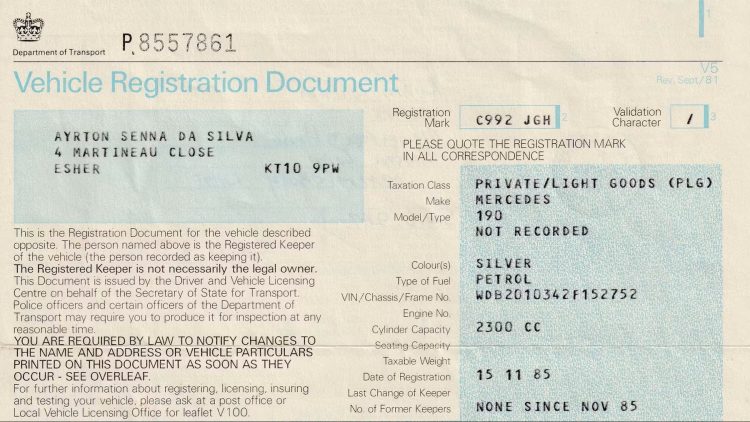 1
Department of Transport
P. 8557861
V5
Rev. Sept/81
Vehicle Registration Document
Registration Mark C992 JGH 2
Validation Character / 3
PLEASE QUOTE THE REGISTRATION MARK
IN ALL CORRESPONDENCE
AYRTON SENNA DA SILVA
4 MARTINEAU CLOSE
ESHER KT10 9PW
This is the Registration Document for the vehicle described
opposite. The person named above is the Registered Keeper
of the vehicle (the person recorded as keeping it).
The Registered Keeper is not necessarily the legal owner.
This Document is issued by the Driver and Vehicle Licensing
Centre on behalf of the Secretary of State for Transport.
Police officers and certain officers of the Department of
Transport may require you to produce it for inspection at any
reasonable time.
YOU ARE REQUIRED BY LAW TO NOTIFY CHANGES TO
THE NAME AND ADDRESS OR VEHICLE PARTICULARS
PRINTED ON THIS DOCUMENT AS SOON AS THEY
OCCUR - SEE OVERLEAF.
For further information about registering, licensing, insuring
and testing your vehicle, please ask at a post office or
Local Vehicle Licensing Office for leaflet V100.
Taxation Class PRIVATE/LIGHT GOODS (PLG)
Make MERCEDES
Model/Type 190
NOT RECORDED
Colour(s) SILVER
Type of Fuel PETROL
VIN/Chassis/Frame No. WDB2010342F152752
Engine No.
Cylinder Capacity 2300 CC
Seating Capacity
Taxable Weight
Date of Registration 15 11 85
Last Change of Keeper
No. of Former Keepers NONE SINCE NOV 85